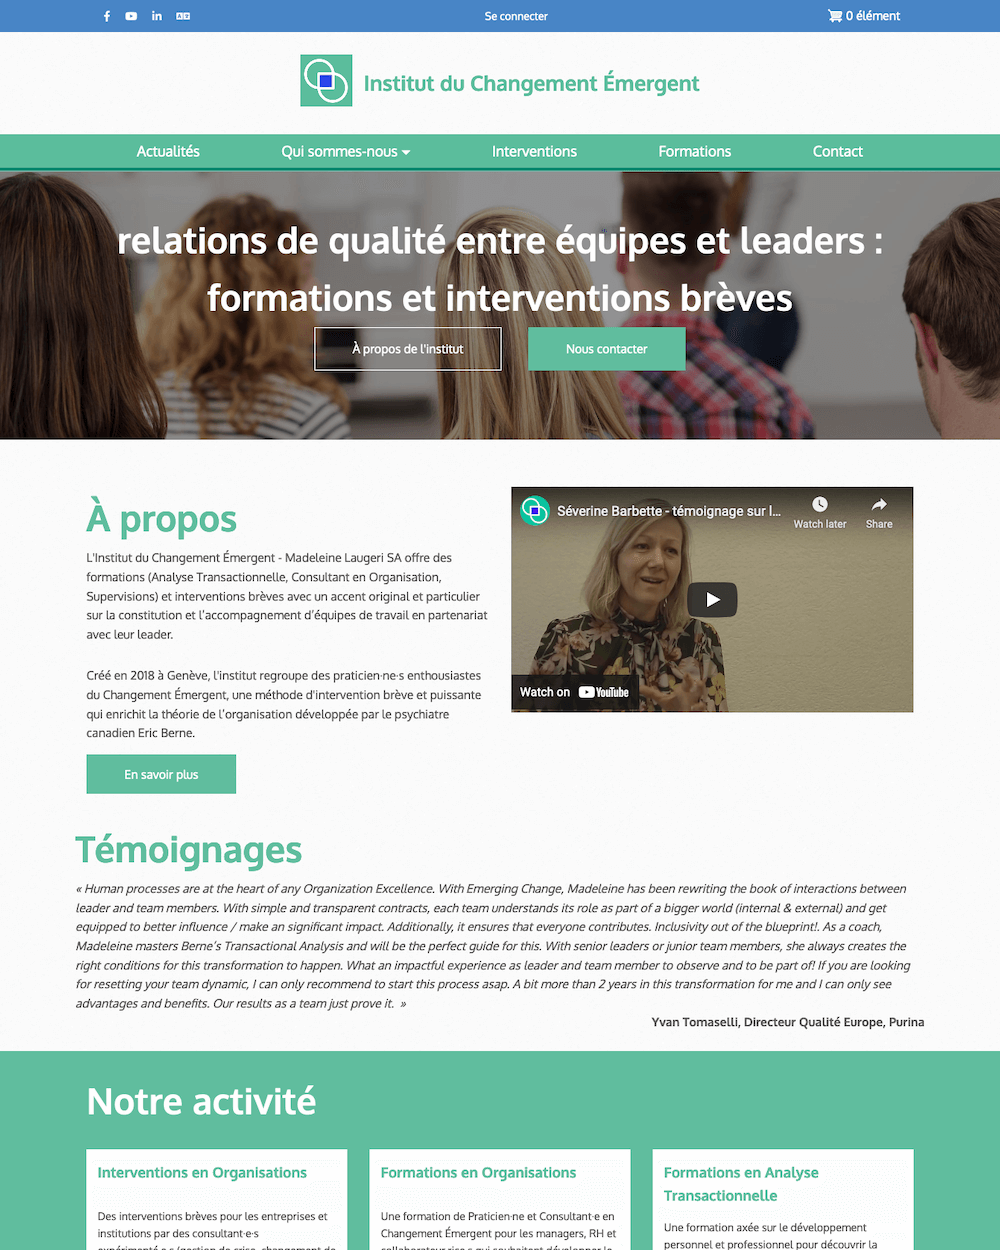 Se connecter
0 élément
Institut du Changement Émergent
Actualités
Qui sommes-nous
Interventions
Formations
Contact
relations de qualité entre équipes et leaders :
formations et interventions brèves
À propos de l'institut
Nous contacter
À propos
L'Institut du Changement Émergent - Madeleine Laugeri SA offre des
formations (Analyse Transactionnelle, Consultant en Organisation,
Supervisions) et interventions brèves avec un accent original et particulier
sur la constitution et l'accompagnement d'équipes de travail en partenariat
avec leur leader.
Créé en 2018 à Genève, l'institut regroupe des praticien·ne·s enthousiastes
du Changement Émergent, une méthode d'intervention brève et puissante
qui enrichit la théorie de l'organisation développée par le psychiatre
canadien Eric Berne.
En savoir plus
Séverine Barbette - témoignage sur l...
Watch later
Share
Watch on YouTube
Témoignages
« Human processes are at the heart of any Organization Excellence. With Emerging Change, Madeleine has been rewriting the book of interactions between
leader and team members. With simple and transparent contracts, each team understands its role as part of a bigger world (internal & external) and get
equipped to better influence / make an significant impact. Additionally, it ensures that everyone contributes. Inclusivity out of the blueprint!. As a coach,
Madeleine masters Berne´s Transactional Analysis and will be the perfect guide for this. With senior leaders or junior team members, she always creates the
right conditions for this transformation to happen. What an impactful experience as leader and team member to observe and to be part of! If you are looking
for resetting your team dynamic, I can only recommend to start this process asap. A bit more than 2 years in this transformation for me and I can only see
advantages and benefits. Our results as a team just prove it. »
Yvan Tomaselli, Directeur Qualité Europe, Purina
Notre activité
Interventions en Organisations
Des interventions brèves pour les entreprises et
institutions par des consultant·e·s
Formations en Organisations
Une formation de Praticien·ne et Consultant·e en
Changement Émergent pour les managers, RH et
Formations en Analyse
Transactionnelle
Une formation axée sur le développement
personnel et professionnel pour découvrir la